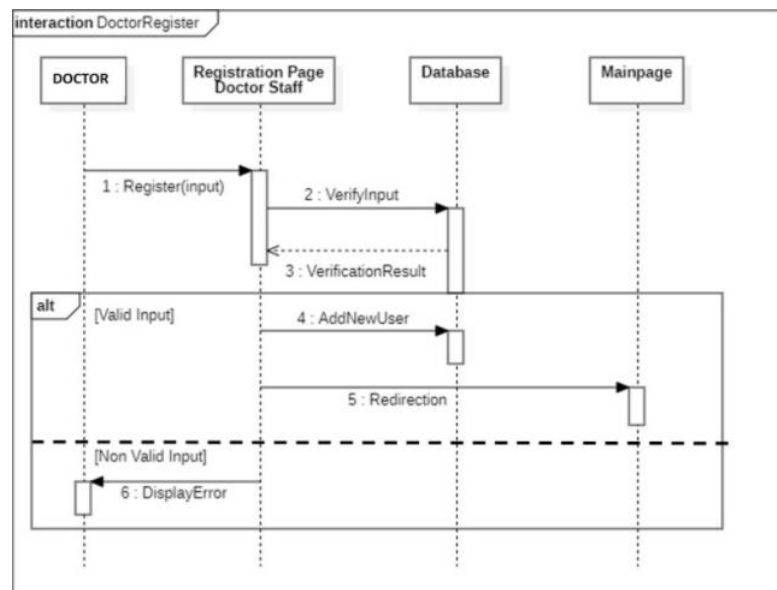 interaction DoctorRegister
DOCTOR
Registration Page
Doctor Staff
Database
Mainpage
1 : Register(input)
2 : VerifyInput
3 : VerificationResult
alt
[Valid Input]
4 : AddNewUser
5 : Redirection
[Non Valid Input]
6 : DisplayError